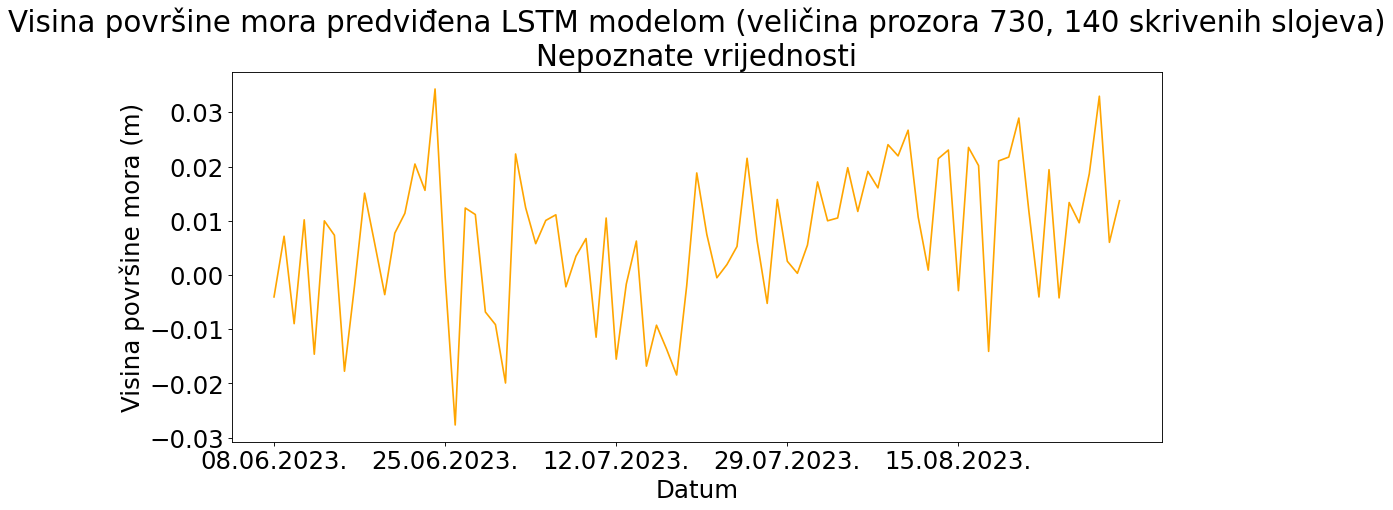 Visina površine mora predviđena LSTM modelom (veličina prozora 730, 140 skrivenih slojeva)
Nepoznate vrijednosti
Visina površine mora (m)
0.03
0.02
0.01
0.00
−0.01
−0.02
−0.03
08.06.2023. 25.06.2023. 12.07.2023. 29.07.2023. 15.08.2023.
Datum